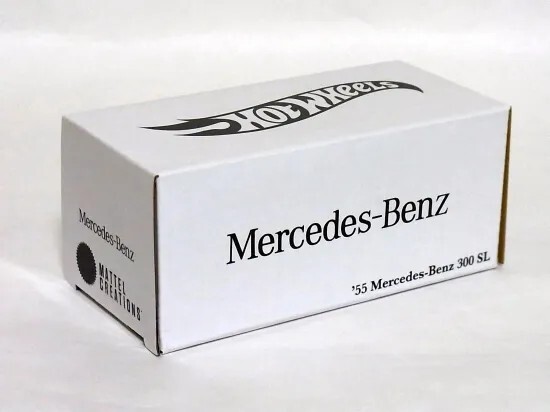 HOT WHEELS
Mercedes-Benz
'55 Mercedes-Benz 300 SL
Mercedes-Benz
MATTEL
CREATIONS